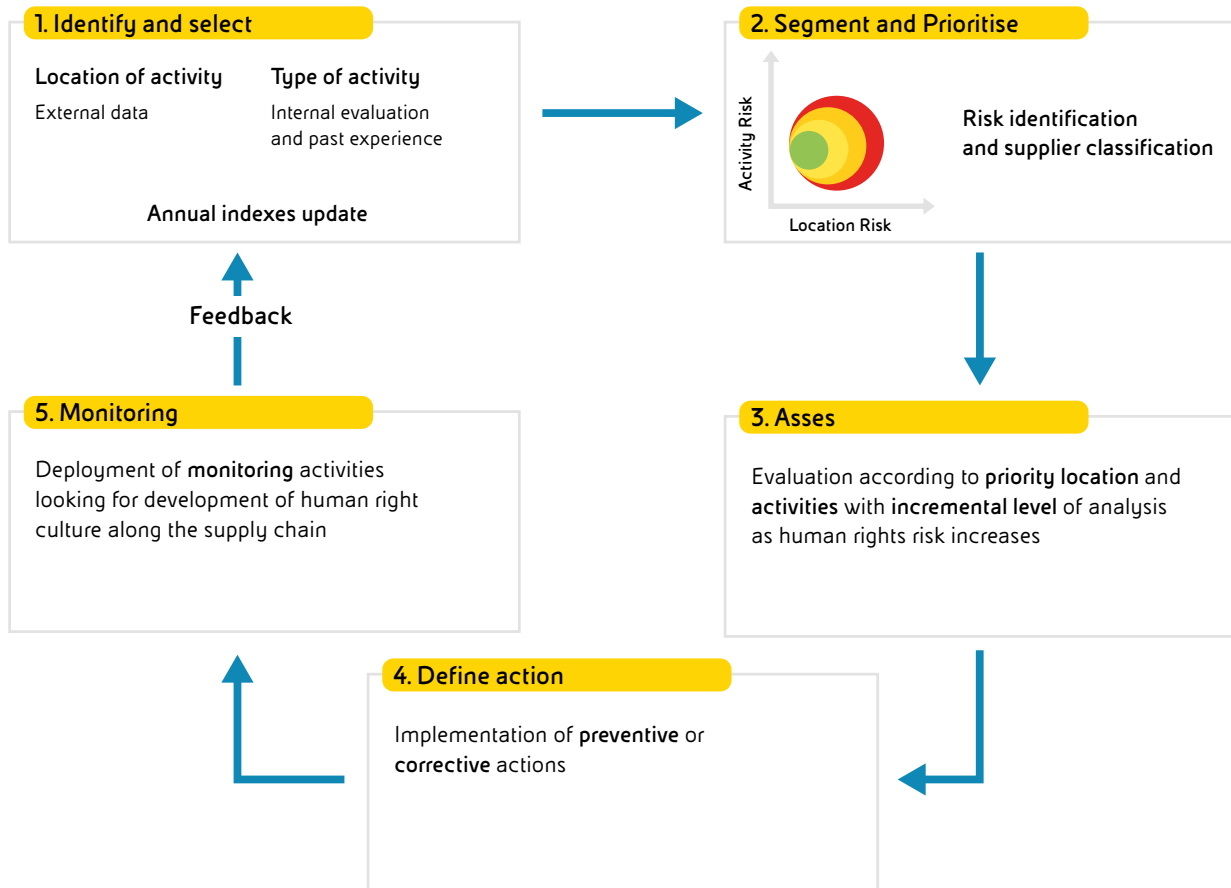 1. Identify and select
Location of activity
External data
Type of activity
Internal evaluation
and past experience
Annual indexes update
2. Segment and Prioritise
Activity Risk
Location Risk
Risk identification
and supplier classification
3. Asses
Evaluation according to priority location and
activities with incremental level of analysis
as human rights risk increases
4. Define action
Implementation of preventive or
corrective actions
5. Monitoring
Deployment of monitoring activities
looking for development of human right
culture along the supply chain
Feedback